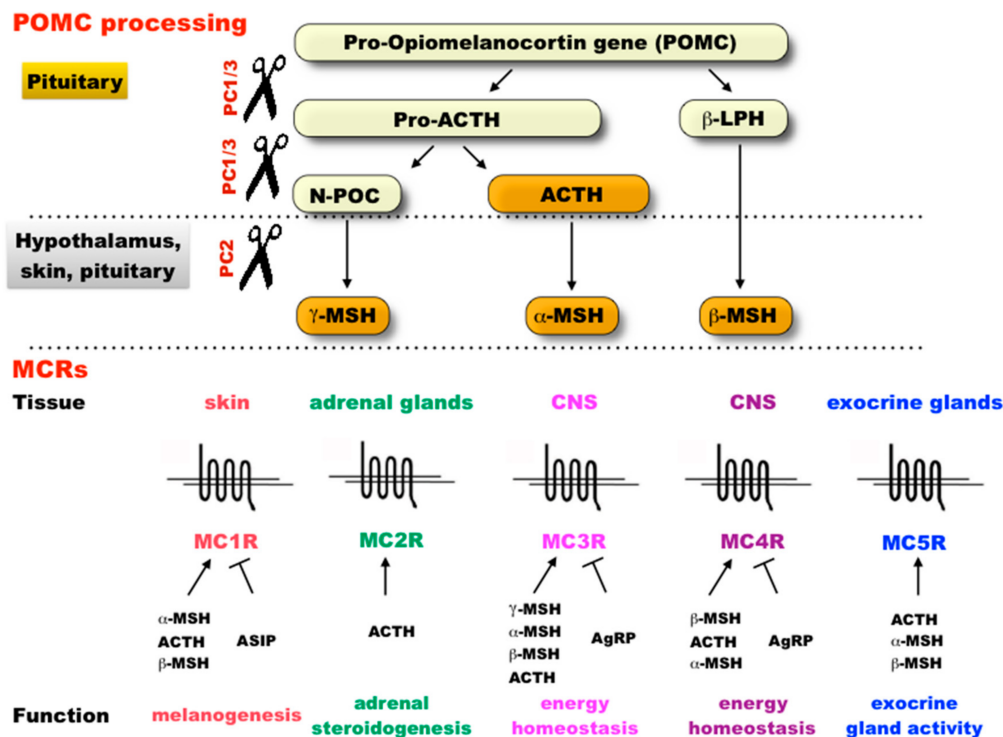 POMC processing
Pro-Opiomelanocortin gene (POMC)
Pituitary
PC1/3
Pro-ACTH
β-LPH
PC1/3
N-POC
ACTH
Hypothalamus,
skin, pituitary
PC2
γ-MSH
α-MSH
β-MSH
MCRs
Tissue
skin
adrenal glands
CNS
CNS
exocrine glands
MC1R
MC2R
MC3R
MC4R
MC5R
α-MSH
ACTH
β-MSH
ASIP
ACTH
γ-MSH
α-MSH
β-MSH
ACTH
AgRP
β-MSH
ACTH
α-MSH
AgRP
ACTH
α-MSH
β-MSH
Function
melanogenesis
adrenal
steroidogenesis
energy
homeostasis
energy
homeostasis
exocrine
gland activity